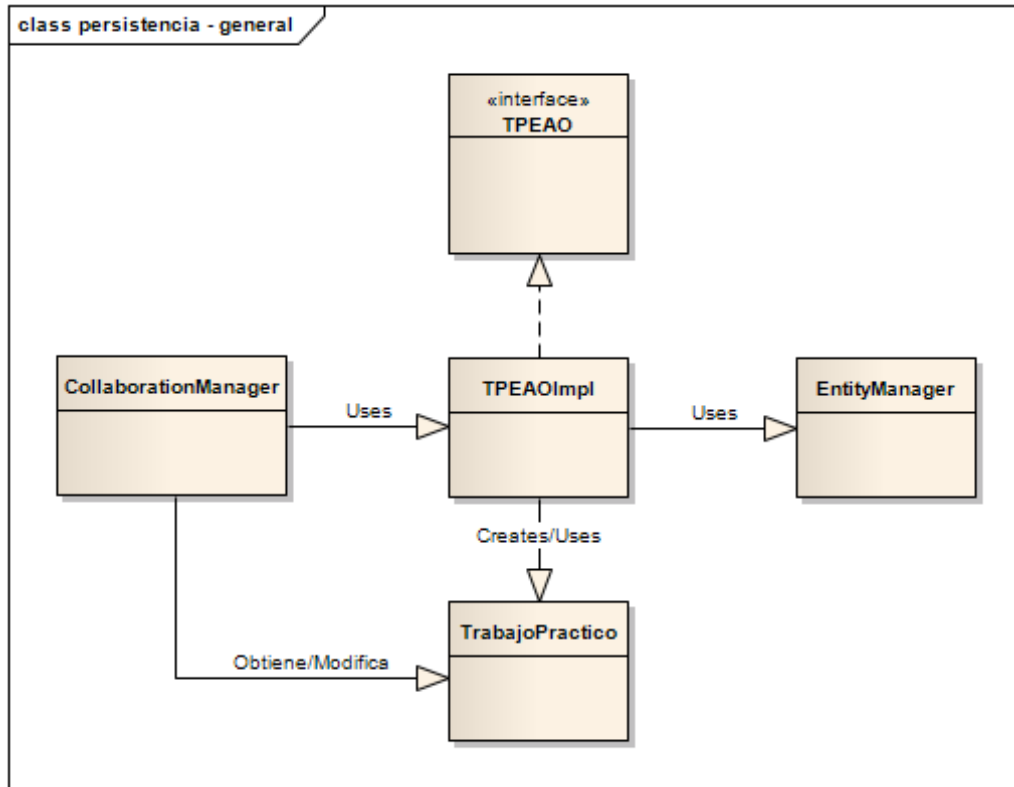 class persistencia - general
«interface»
TPEAO
CollaborationManager
Uses
TPEAOImpl
Uses
EntityManager
Creates/Uses
TrabajoPractico
Obtiene/Modifica